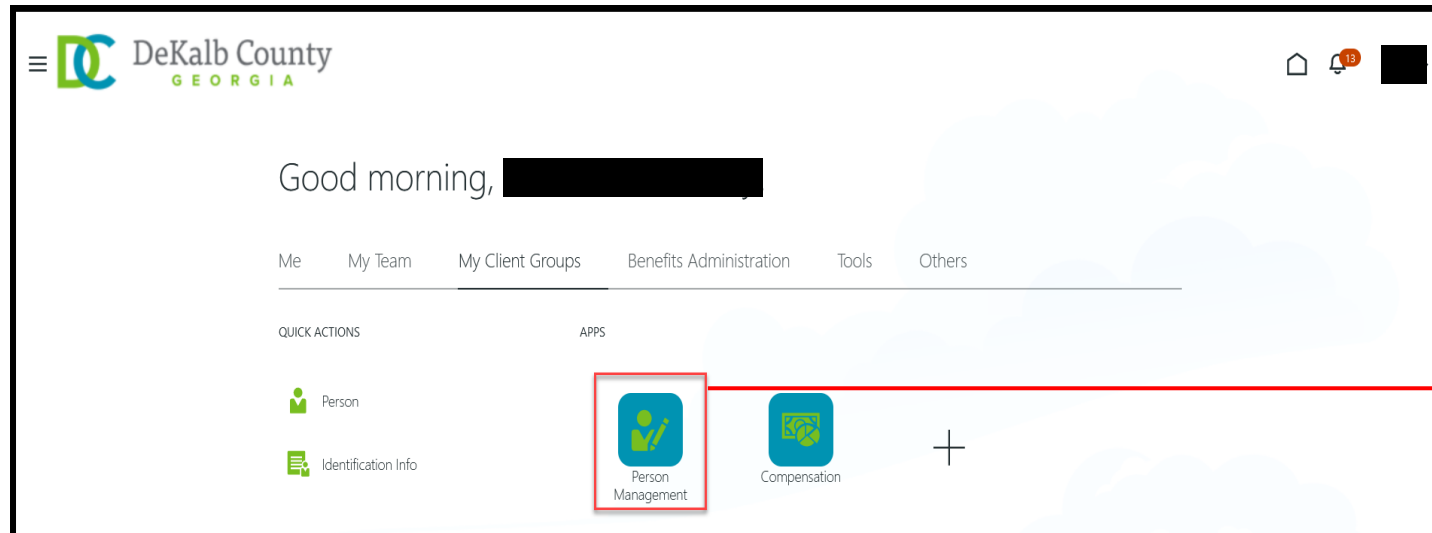 DeKalb County
GEORGIA
13
Good morning,
Me My Team My Client Groups Benefits Administration Tools Others
QUICK ACTIONS APPS
Person
Identification Info
Person
Management
Compensation